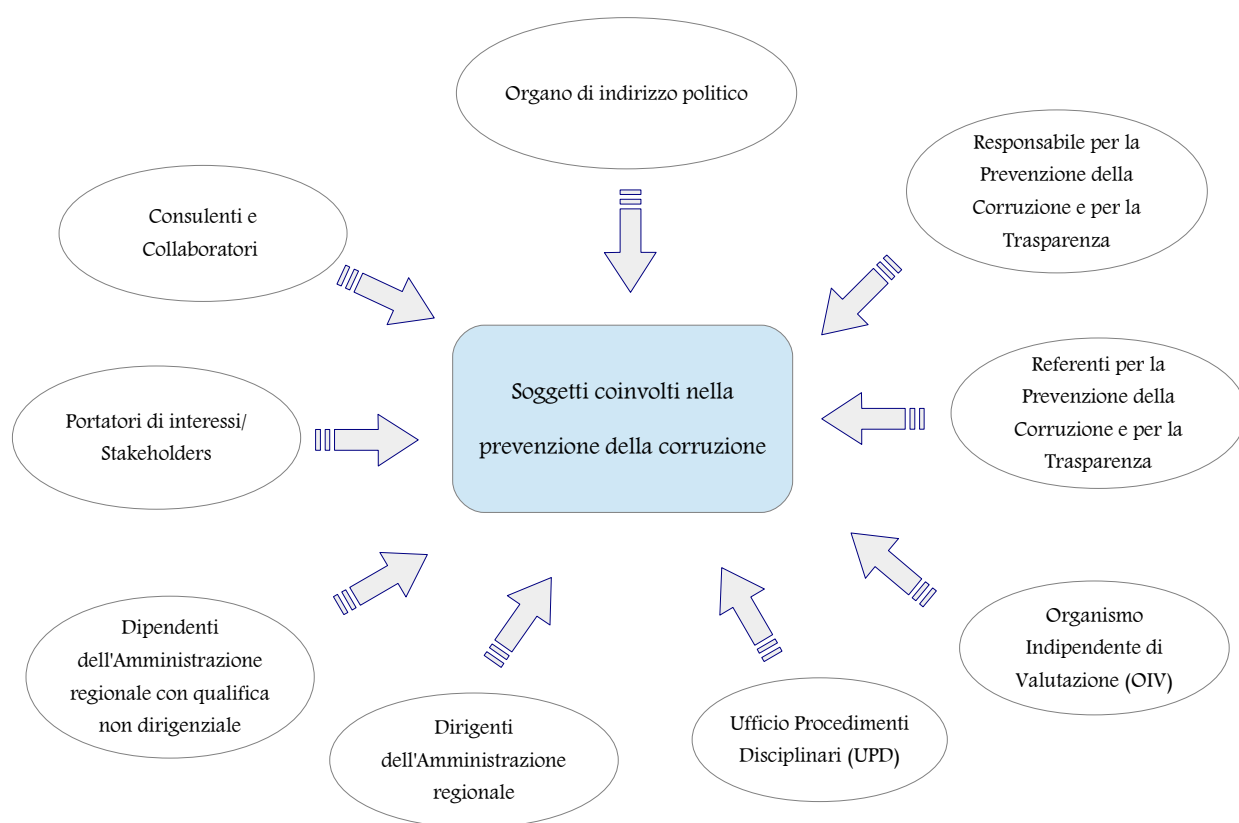 Organo di indirizzo politico
Responsabile per la
Prevenzione della
Corruzione e per la
Trasparenza
Consulenti e
Collaboratori
Soggetti coinvolti nella
prevenzione della corruzione
Referenti per la
Prevenzione della
Corruzione e per la
Trasparenza
Portatori di interessi/
Stakeholders
Organismo
Indipendente di
Valutazione (OIV)
Dipendenti
dell'Amministrazione
regionale con qualifica
non dirigenziale
Dirigenti
dell'Amministrazione
regionale
Ufficio Procedimenti
Disciplinari (UPD)